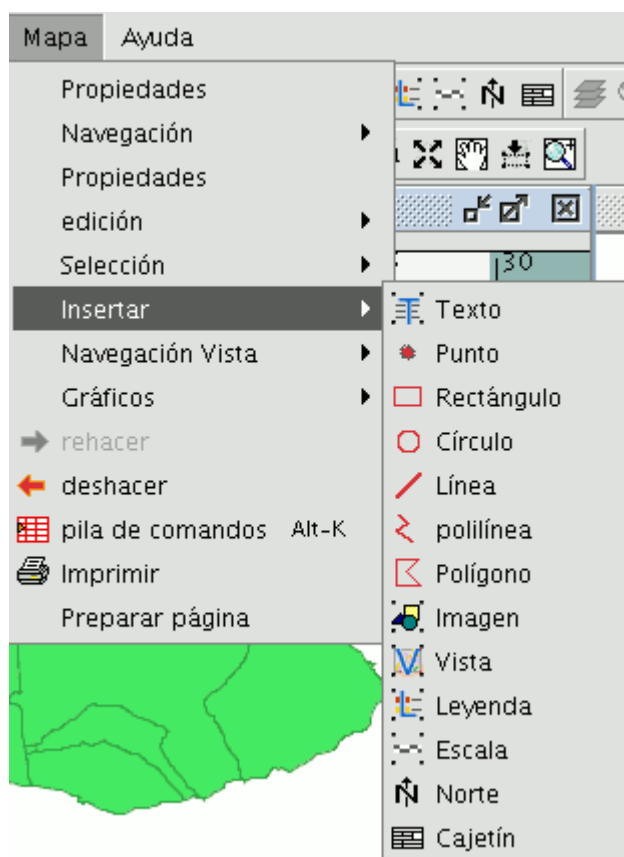 Mapa Ayuda
Propiedades
Navegación
Propiedades
edición
Selección
30
Insertar
Navegación Vista
Gráficos
rehacer
deshacer
pila de comandos Alt-K
Imprimir
Preparar página
Texto
Punto
Rectángulo
Círculo
Línea
polilínea
Polígono
Imagen
Vista
Leyenda
Escala
Norte
Cajetín